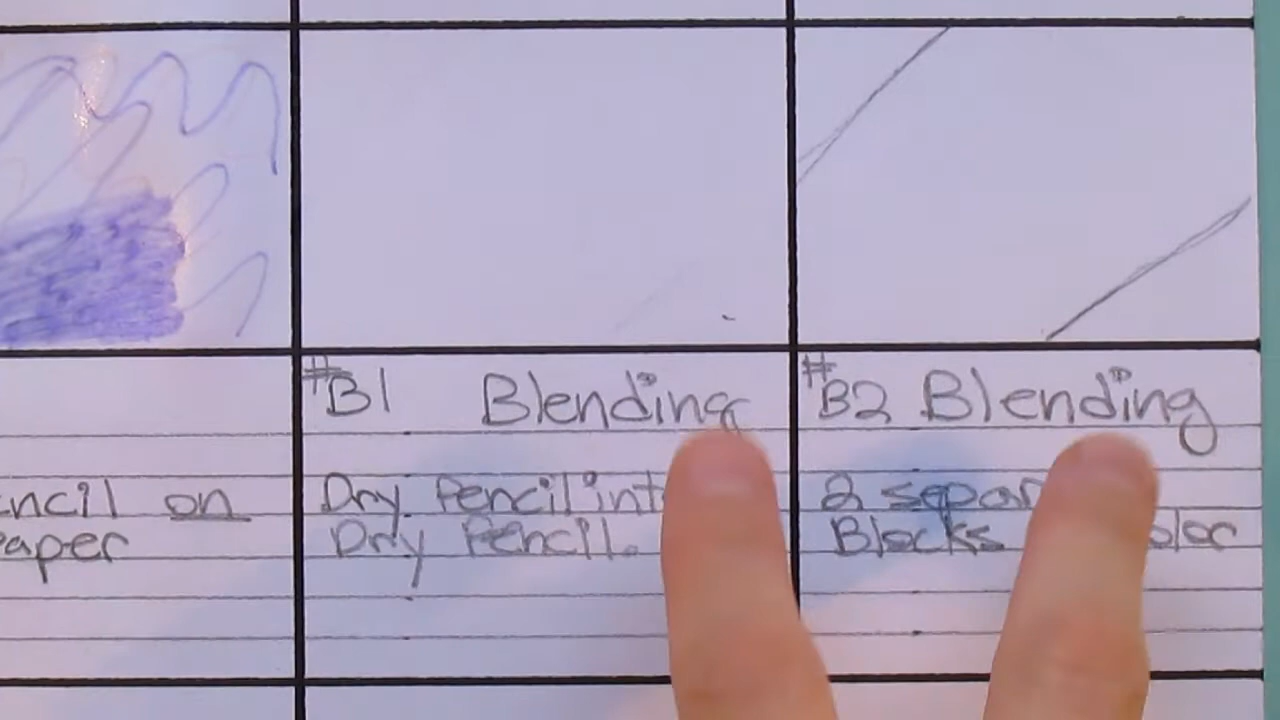 #B1 Blending
#B2 Blending
ncil on
aper
Dry Pencil int
Dry Pencil.
2 separ
Blocks olor